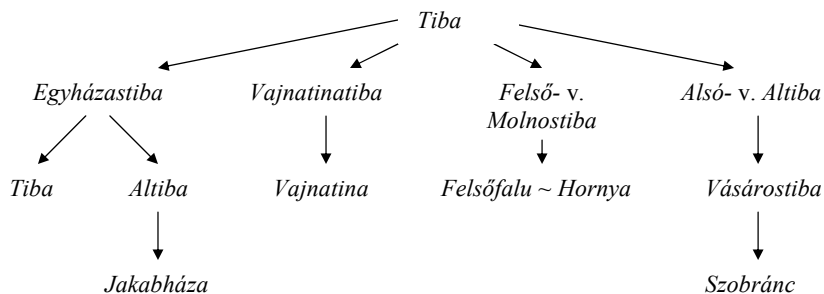 Tiba
Egyházastiba
Vajnatinatiba
Felső- v.
Molnostiba
Alsó- v. Altiba
Tiba
Altiba
Vajnatina
Felsőfalu ~ Hornya
Vásárostiba
Jakabháza
Szobránc